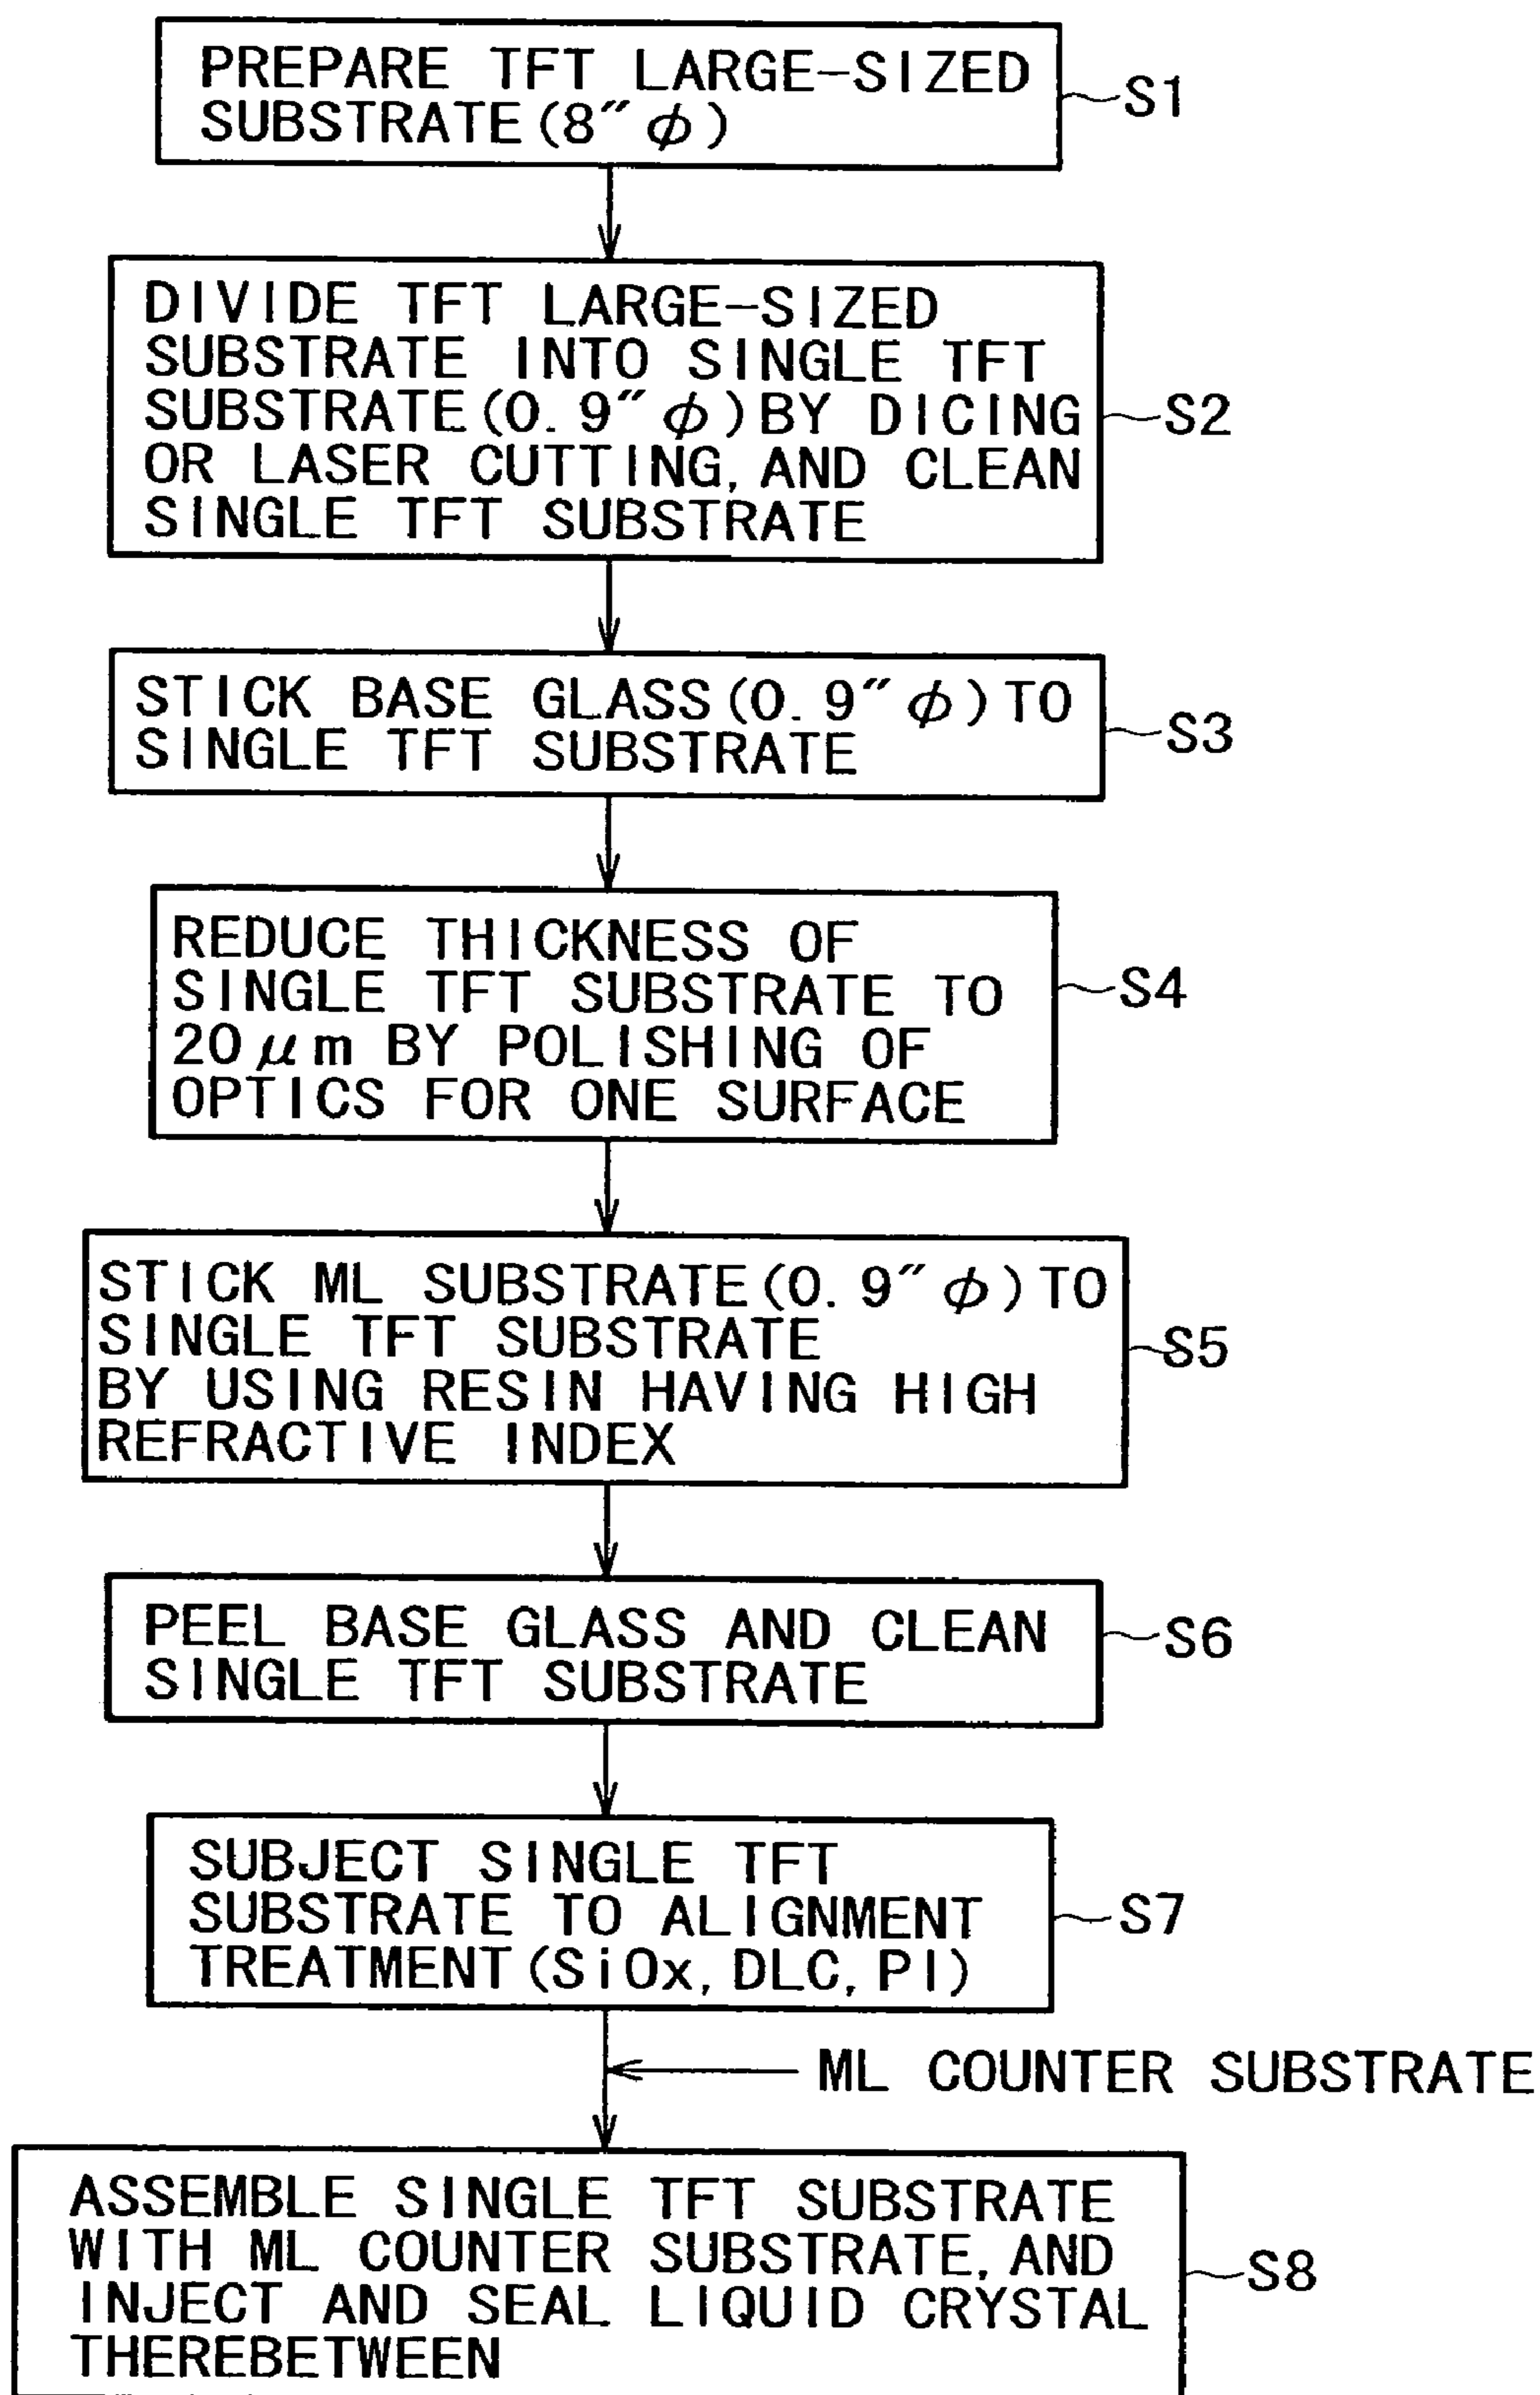 PREPARE TFT LARGE-SIZED
SUBSTRATE(8″φ)
S1
DIVIDE TFT LARGE-SIZED
SUBSTRATE INTO SINGLE TFT
SUBSTRATE(0.9″φ)BY DICING
OR LASER CUTTING, AND CLEAN
SINGLE TFT SUBSTRATE
S2
STICK BASE GLASS(0.9″φ)TO
SINGLE TFT SUBSTRATE
S3
REDUCE THICKNESS OF
SINGLE TFT SUBSTRATE TO
20μm BY POLISHING OF
OPTICS FOR ONE SURFACE
S4
STICK ML SUBSTRATE(0.9″φ)TO
SINGLE TFT SUBSTRATE
BY USING RESIN HAVING HIGH
REFRACTIVE INDEX
S5
PEEL BASE GLASS AND CLEAN
SINGLE TFT SUBSTRATE
S6
SUBJECT SINGLE TFT
SUBSTRATE TO ALIGNMENT
TREATMENT(SiOx, DLC, PI)
S7
ML COUNTER SUBSTRATE
ASSEMBLE SINGLE TFT SUBSTRATE
WITH ML COUNTER SUBSTRATE, AND
INJECT AND SEAL LIQUID CRYSTAL
THEREBETWEEN
S8